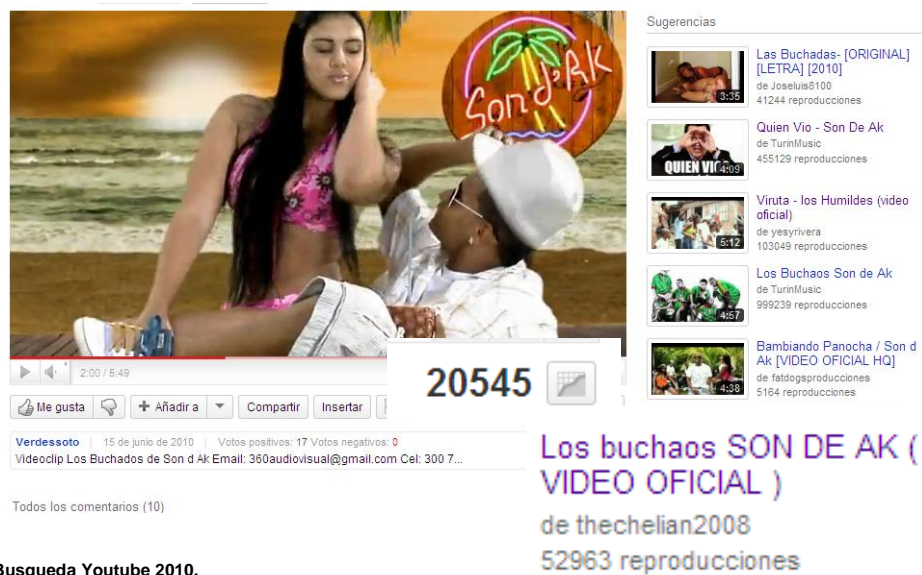 Son d'Ak
2:00 / 5:49
20545
Me gusta
Añadir a
Compartir
Insertar
Verdessoto | 15 de junio de 2010 | Votos positivos: 17 Votos negativos: 0
Videoclip Los Buchados de Son d Ak Email: 360audiovisual@gmail.com Cel: 300 7...
Todos los comentarios (10)
Busqueda Youtube 2010.
Sugerencias
3:35
Las Buchadas- [ORIGINAL]
[LETRA] [2010]
de Joseluis8100
41244 reproducciones
QUIEN VI
4:09
Quien Vio - Son De Ak
de TurinMusic
455129 reproducciones
5:12
Viruta - los Humildes (video
oficial)
de yesyrivera
103049 reproducciones
4:57
Los Buchaos Son de Ak
de TurinMusic
999239 reproducciones
4:38
Bambiando Panocha / Son d
Ak [VIDEO OFICIAL HQ]
de fatdogsproducciones
5164 reproducciones
Los buchaos SON DE AK (
VIDEO OFICIAL )
de thechelian2008
52963 reproducciones